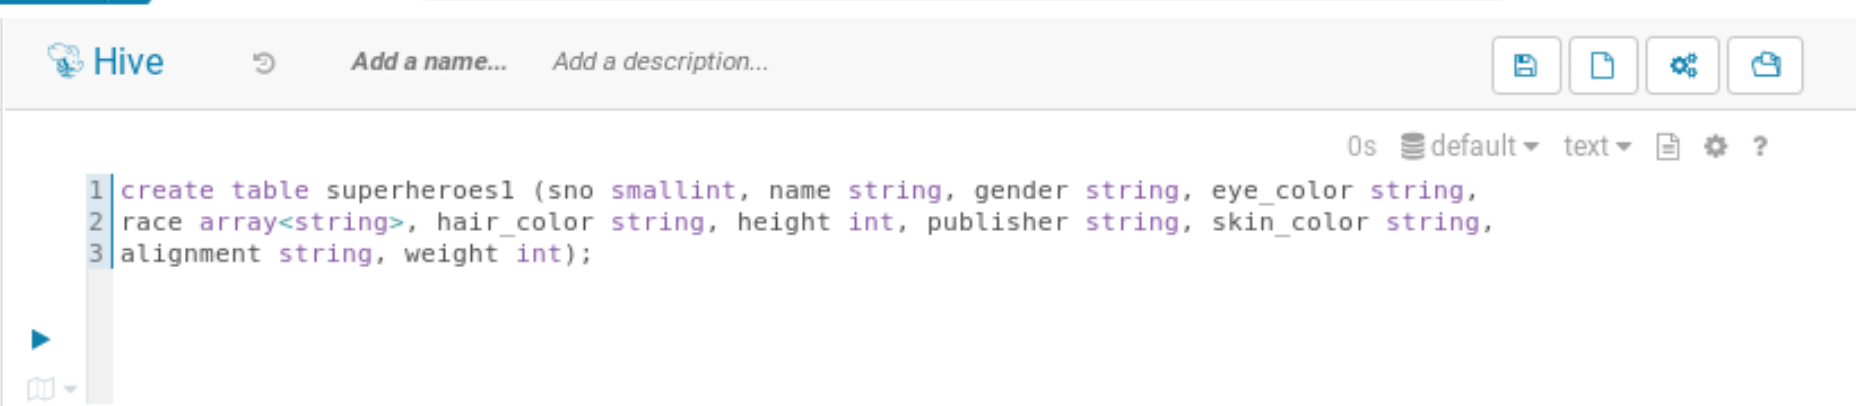 Hive Add a name... Add a description...
0s default text ?
1 create table superheroes1 (sno smallint, name string, gender string, eye_color string,
2 race array<string>, hair_color string, height int, publisher string, skin_color string,
3 alignment string, weight int);